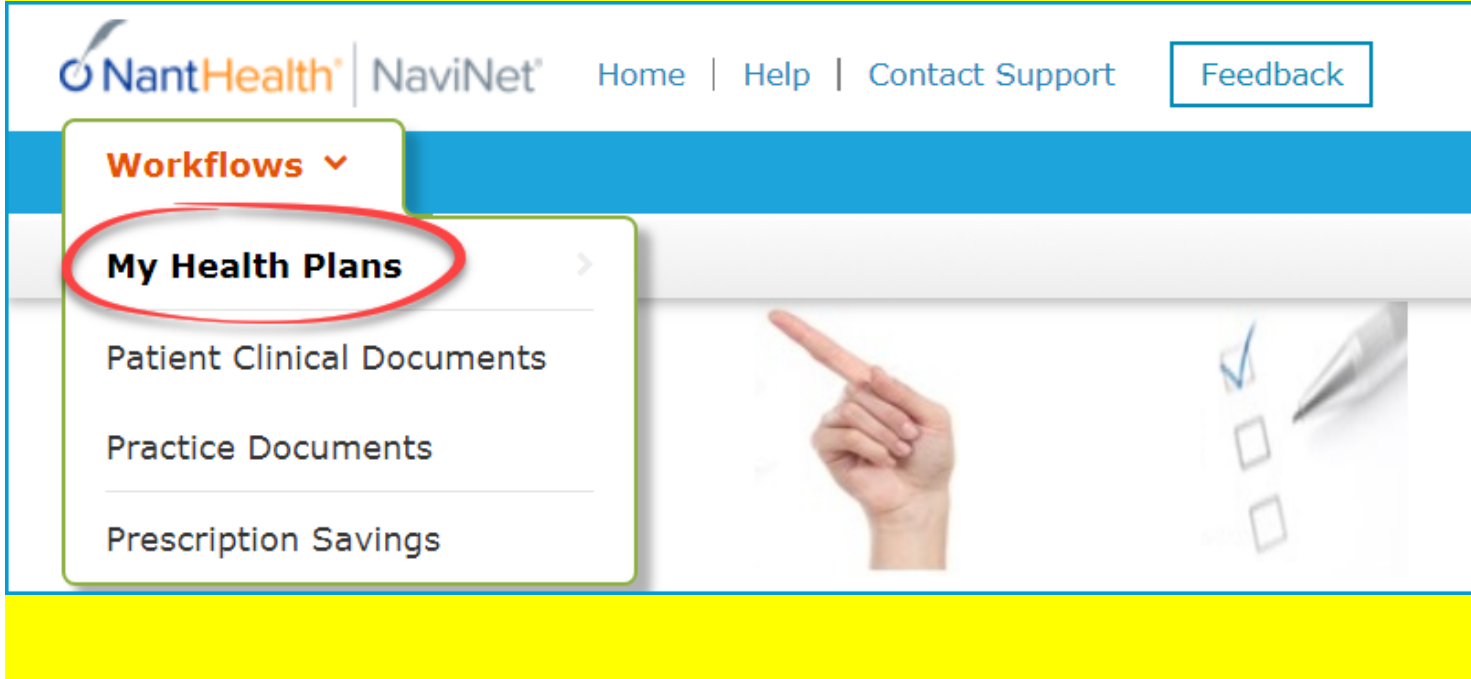 NantHealth® | NaviNet® Home | Help | Contact Support Feedback
Workflows
My Health Plans
Patient Clinical Documents
Practice Documents
Prescription Savings